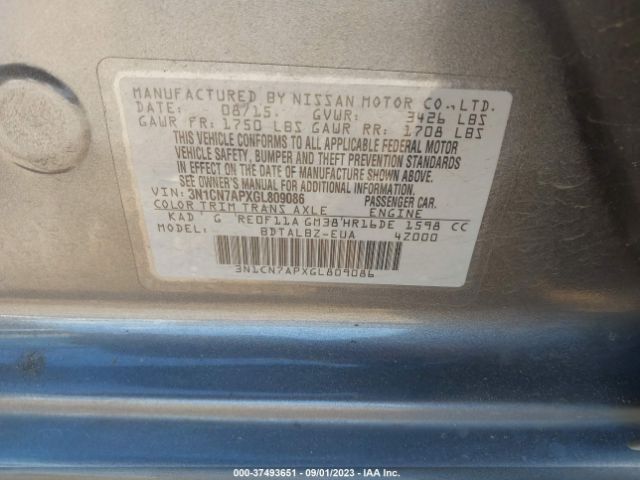 MANUFACTURED BY NISSAN MOTOR CO.,LTD.
DATE: 08/15. GVWR: 3426 LBS
GAWR FR: 1750 LBS GAWR RR: 1708 LBS
THIS VEHICLE CONFORMS TO ALL APPLICABLE FEDERAL MOTOR
VEHICLE SAFETY, BUMPER AND THEFT PREVENTION STANDARDS
IN EFFECT ON THE DATE OF MANUFACTURE SHOWN ABOVE.
SEE OWNER'S MANUAL FOR ADDITIONAL INFORMATION.
VIN: 3N1CN7APXGL809086 PASSENGER CAR.
COLOR TRIM TRANS AXLE ENGINE
KAD G RE0F11A GM38 HR16DE 1598 CC
MODEL: BDTALBZ-EUA 4Z000
3N1CN7APXGL809086
000-37493651 - 09/01/2023 - IAA Inc.